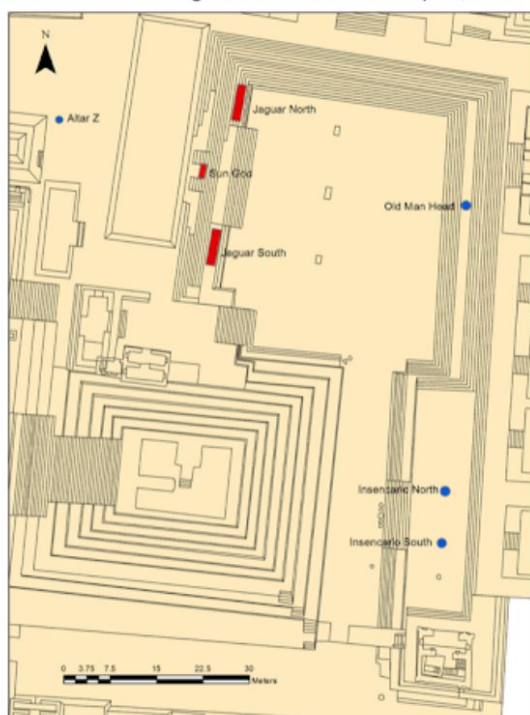 N
Jaguar North
Altar Z
Sun God
Old Man Head
Jaguar South
Insencario North
Insencario South
0 3.75 7.5 15 22.5 30
Meters